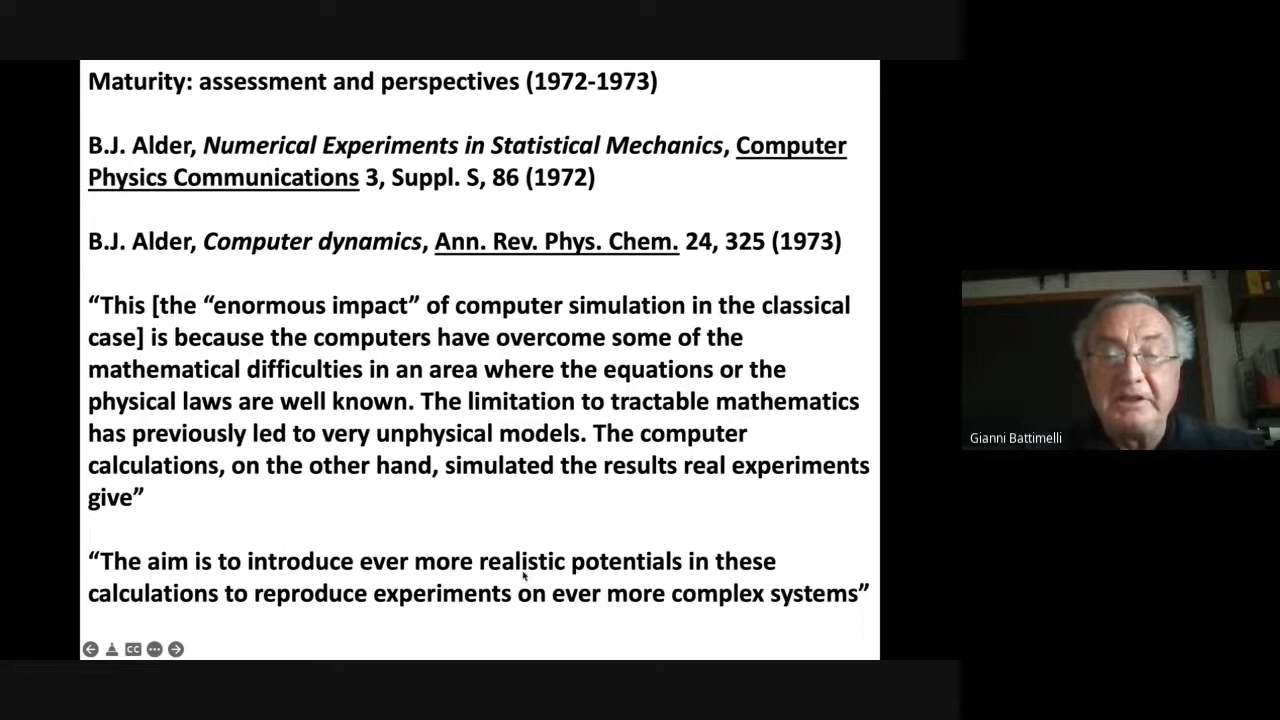 Maturity: assessment and perspectives (1972-1973)
B.J. Alder, Numerical Experiments in Statistical Mechanics, Computer
Physics Communications 3, Suppl. S, 86 (1972)
B.J. Alder, Computer dynamics, Ann. Rev. Phys. Chem. 24, 325 (1973)
“This [the “enormous impact” of computer simulation in the classical
case] is because the computers have overcome some of the
mathematical difficulties in an area where the equations or the
physical laws are well known. The limitation to tractable mathematics
has previously led to very unphysical models. The computer
calculations, on the other hand, simulated the results real experiments
give”
“The aim is to introduce ever more realistic potentials in these
calculations to reproduce experiments on ever more complex systems”
CC
Gianni Battimelli